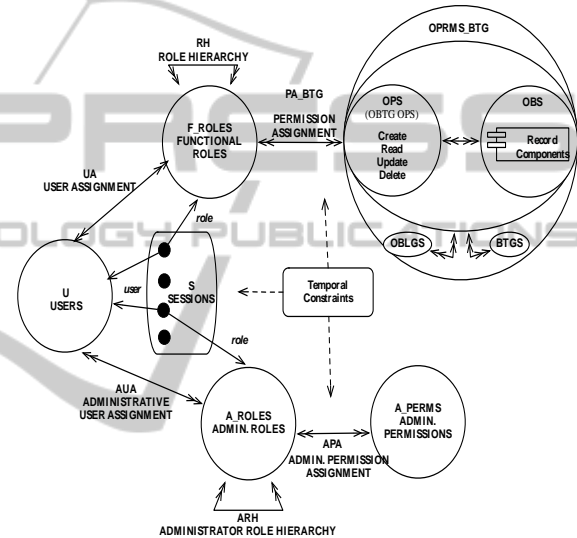 OPRMS_BTG
RH
ROLE HIERARCHY
PA_BTG
PERMISSION
ASSIGNMENT
F_ROLES
FUNCTIONAL
ROLES
OPS
(OBTG OPS)
Create
Read
Update
Delete
OBS
Record
Components
UA
USER ASSIGNMENT
role
OLOGY PUBLICATIONS
OBLGS
BTGS
U
USERS
user
S
SESSIONS
Temporal
Constraints
role
AUA
ADMINISTRATIVE
USER ASSIGNMENT
A_ROLES
ADMIN. ROLES
A_PERMS
ADMIN.
PERMISSIONS
APA
ADMIN. PERMISSION
ASSIGNMENT
ARH
ADMINISTRATOR ROLE HIERARCHY